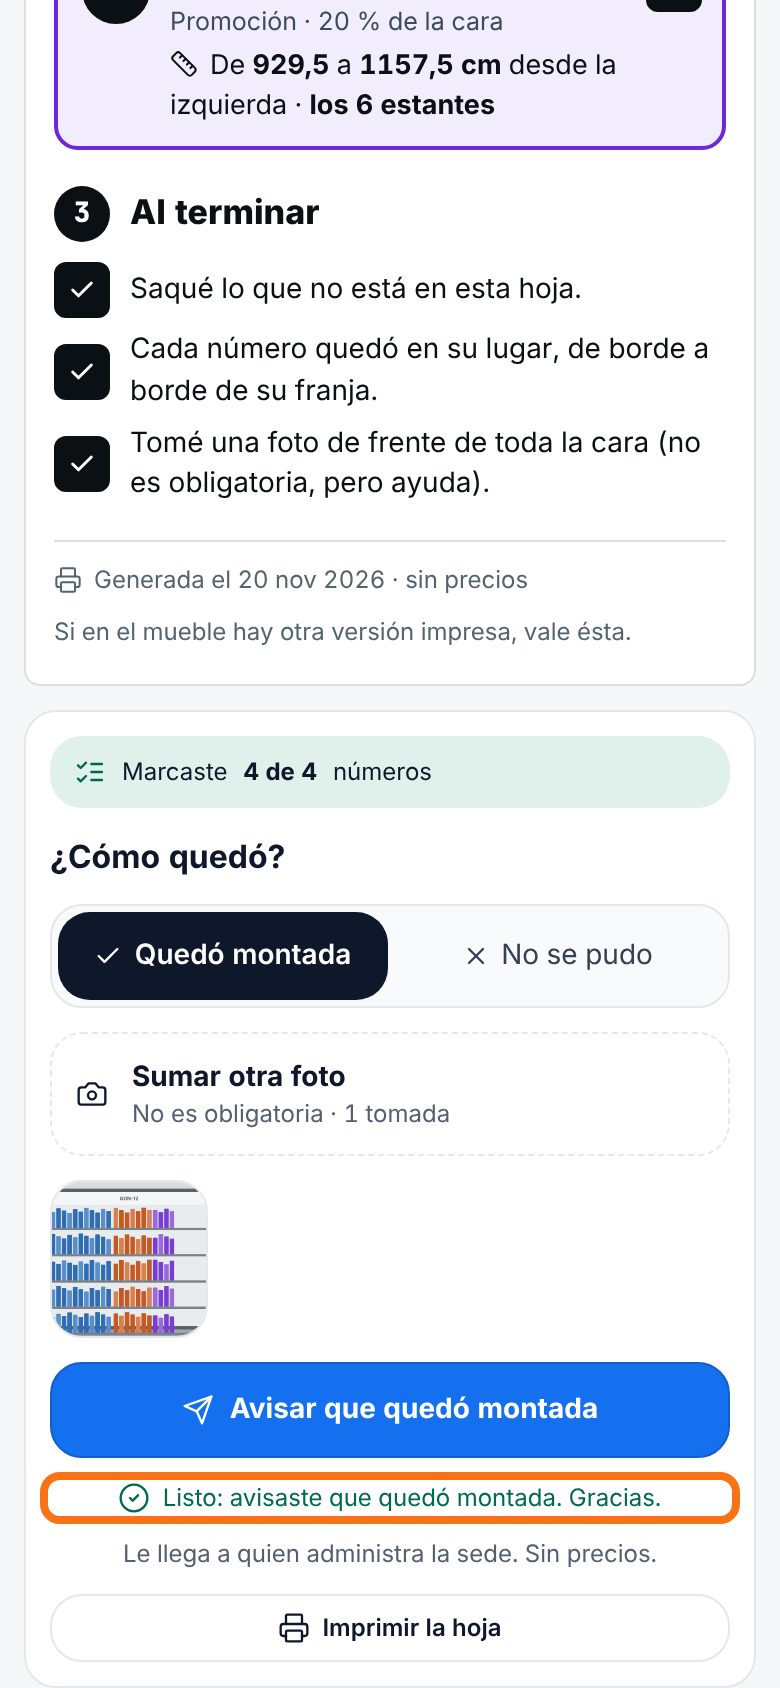 Promoción · 20 % de la cara
De 929,5 a 1157,5 cm desde la
izquierda · los 6 estantes
3 Al terminar
Saqué lo que no está en esta hoja.
Cada número quedó en su lugar, de borde a
borde de su franja.
Tomé una foto de frente de toda la cara (no
es obligatoria, pero ayuda).
Generada el 20 nov 2026 · sin precios
Si en el mueble hay otra versión impresa, vale ésta.
Marcaste 4 de 4 números
¿Cómo quedó?
Quedó montada
No se pudo
Sumar otra foto
No es obligatoria · 1 tomada
GON-12
Avisar que quedó montada
Listo: avisaste que quedó montada. Gracias.
Le llega a quien administra la sede. Sin precios.
Imprimir la hoja